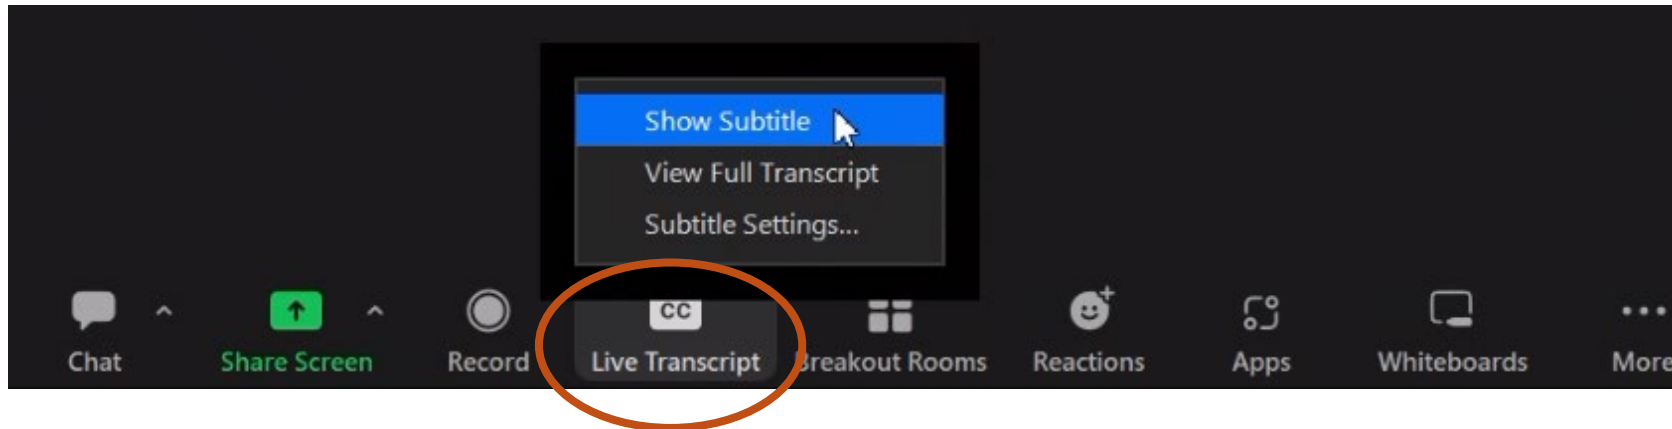 Show Subtitle
View Full Transcript
Subtitle Settings...
CC
Chat Share Screen Record Live Transcript Breakout Rooms Reactions Apps Whiteboards More